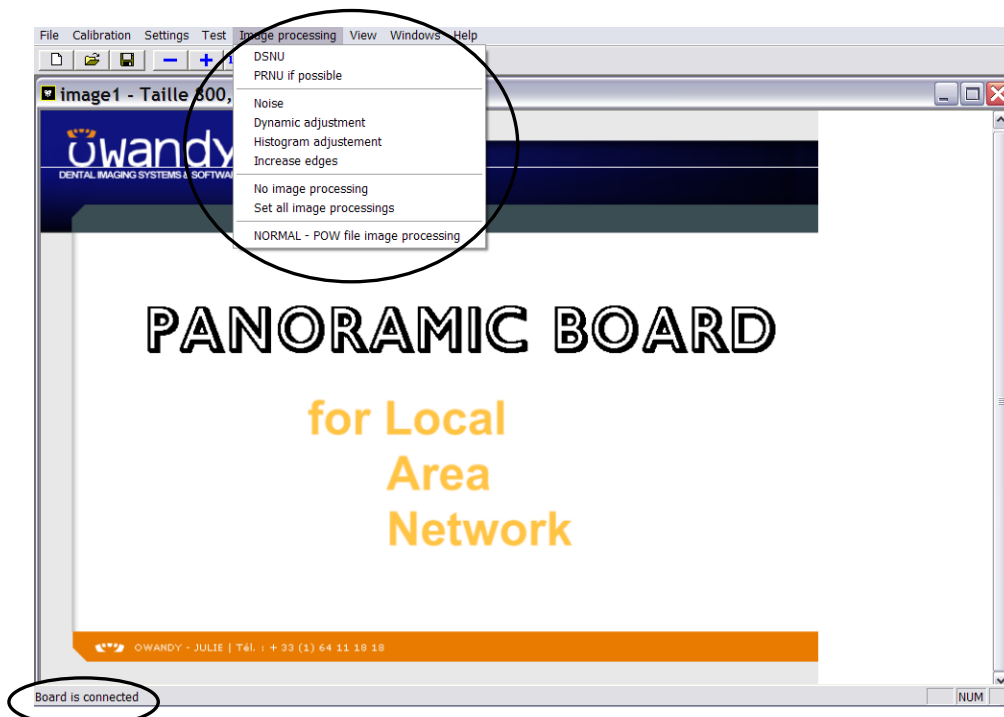 File Calibration Settings Test Image processing View Windows Help
DSNU
PRNU if possible
image1 - Taille 800,
Noise
Dynamic adjustment
Histogram adjustement
Increase edges
No image processing
Set all image processings
NORMAL - POW file image processing
Owandy
DENTAL IMAGING SYSTEMS &
PANORAMIC BOARD
for Local
Area
Network
OWANDY - JULIE | Tél. : + 33 (1) 64 11 18 18
Board is connected
NUM